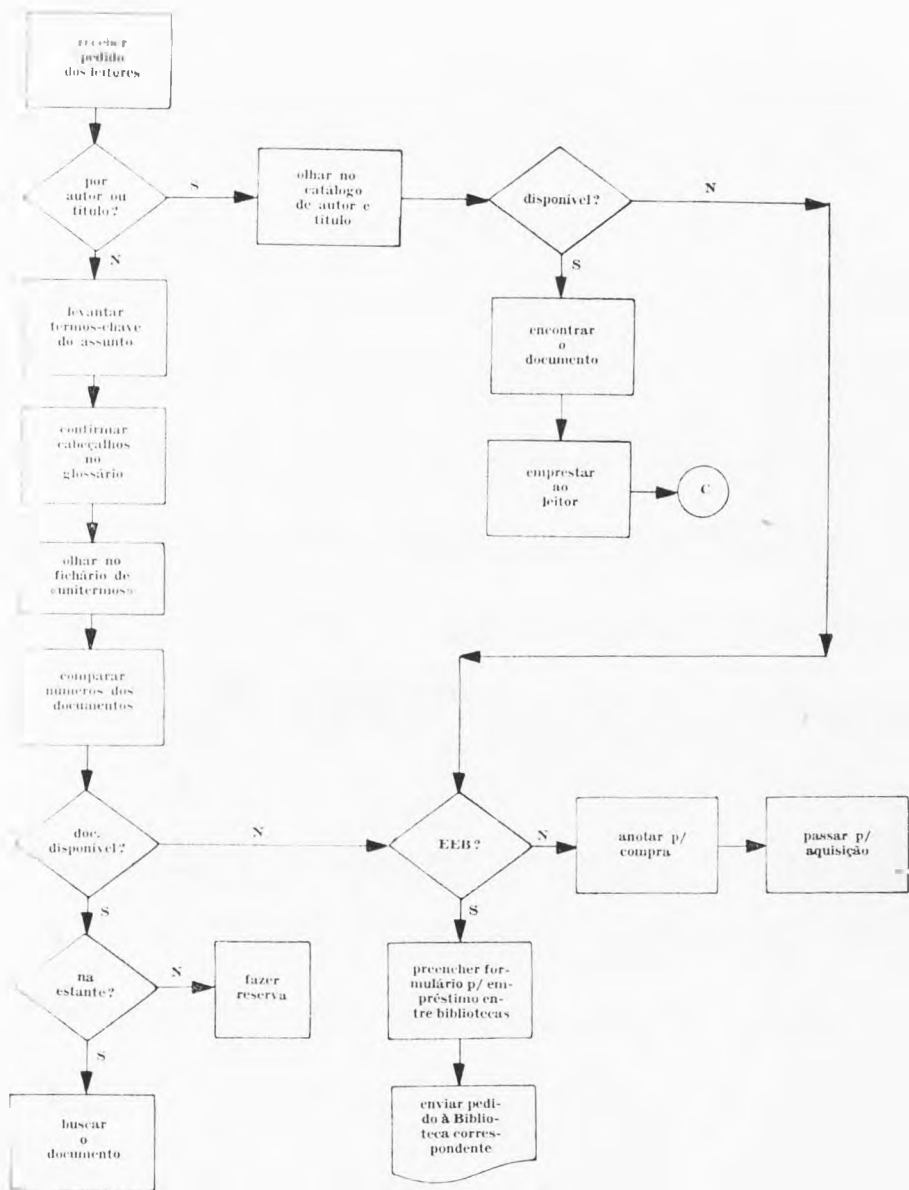 receber
pedido
dos leitores
por
autor ou
título?
S
olhar no
catálogo
de autor e
título
disponível?
N
N
S
levantar
termos-chave
do assunto
encontrar
o
documento
confirmar
cabeçalhos
no
glossário
emprestar
ao
leitor
C
olhar no
fichário de
«unitermos»
comparar
números dos
documentos
doc.
disponível?
N
EEB?
N
anotar p/
compra
passar p/
aquisição
S
S
na
estante?
N
fazer
reserva
preencher for-
mulário p/ em-
préstimo en-
tre bibliotecas
S
buscar
o
documento
enviar pedi-
do à Biblio-
teca corres-
pondente